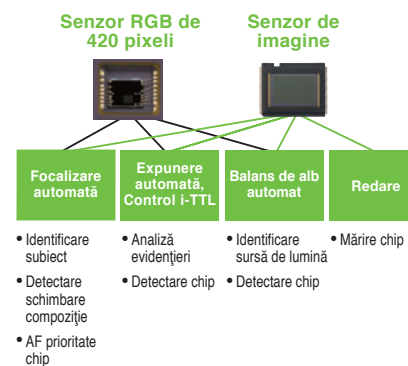 Senzor RGB de
420 pixeli
Senzor de
imagine
Focalizare
automată
Expunere
automată,
Control i-TTL
Balans de alb
automat
Redare
• Identificare
subiect
• Detectare
schimbare
compoziţie
• AF prioritate
chip
• Analiză
evidenţieri
• Detectare chip
• Identificare
sursă de lumină
• Detectare chip
• Mărire chip